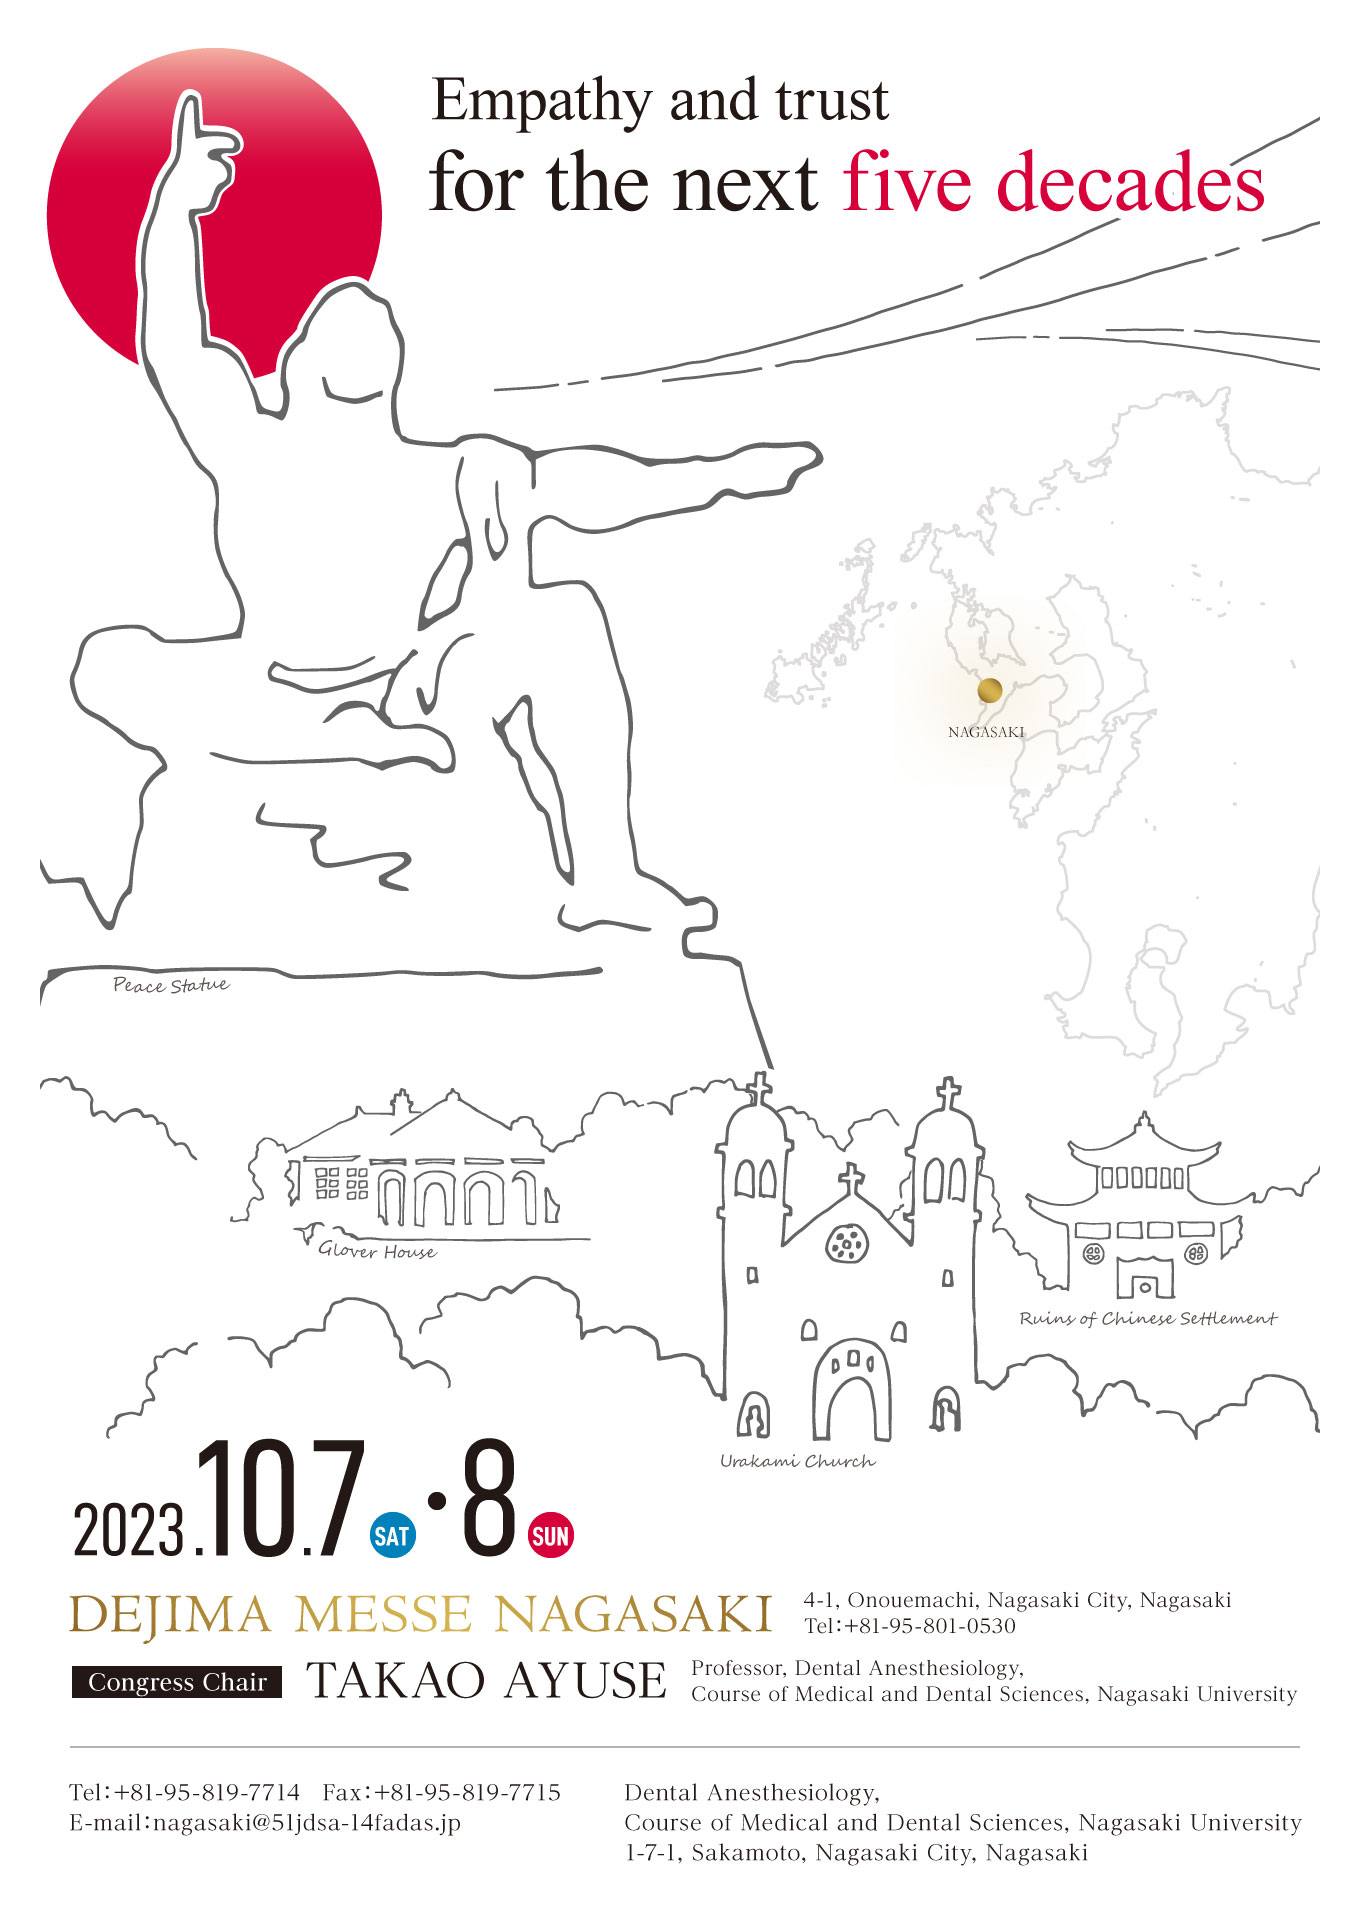 Empathy and trust
for the next five decades
NAGASAKI
Peace Statue
Glover House
Ruins of Chinese Settlement
Urakami Church
2023.10.7 SAT・8 SUN
DEJIMA MESSE NAGASAKI
4-1, Onouemachi, Nagasaki City, Nagasaki
Tel:+81-95-801-0530
Congress Chair TAKAO AYUSE
Professor, Dental Anesthesiology,
Course of Medical and Dental Sciences, Nagasaki University
Tel:+81-95-819-7714 Fax:+81-95-819-7715
E-mail:nagasaki@51jdsa-14fadas.jp
Dental Anesthesiology,
Course of Medical and Dental Sciences, Nagasaki University
1-7-1, Sakamoto, Nagasaki City, Nagasaki